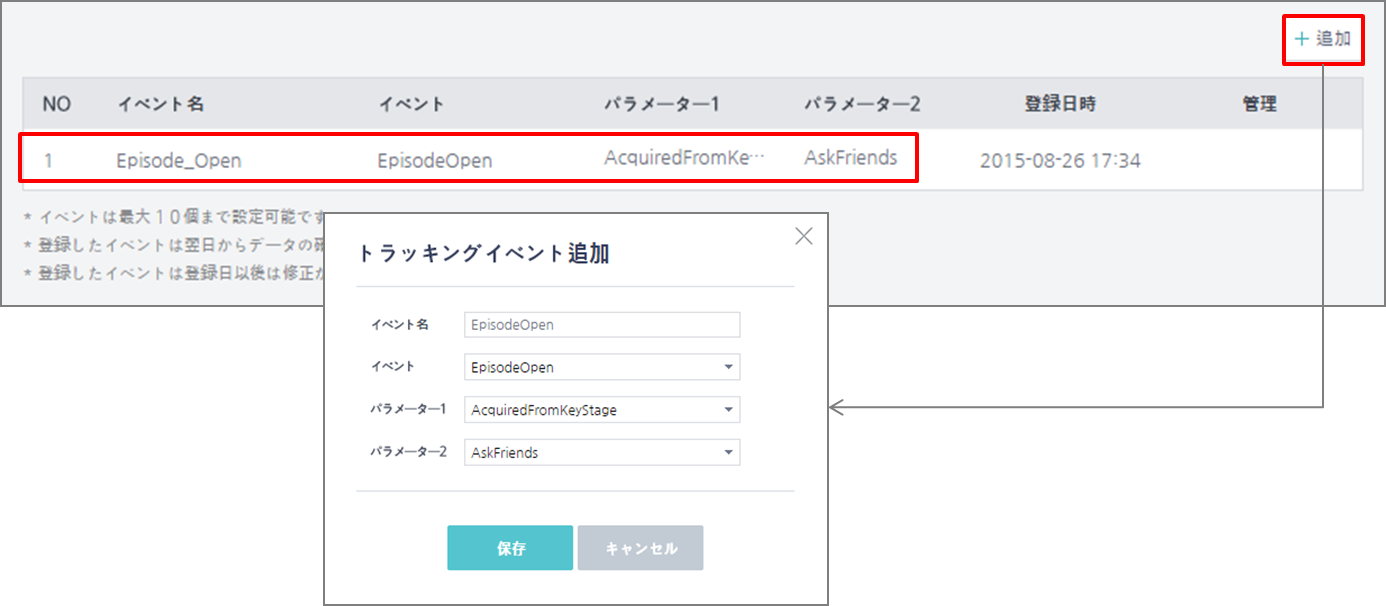 + 追加
NO イベント名 イベント パラメーター1 パラメーター2 登録日時 管理
1 Episode_Open EpisodeOpen AcquiredFromKe… AskFriends 2015-08-26 17:34
* イベントは最大１０個まで設定可能です
* 登録したイベントは翌日からデータの確
* 登録したイベントは登録日以後は修正か
トラッキングイベント追加
イベント名 EpisodeOpen
イベント EpisodeOpen
パラメーター1 AcquiredFromKeyStage
パラメーター2 AskFriends
保存 キャンセル